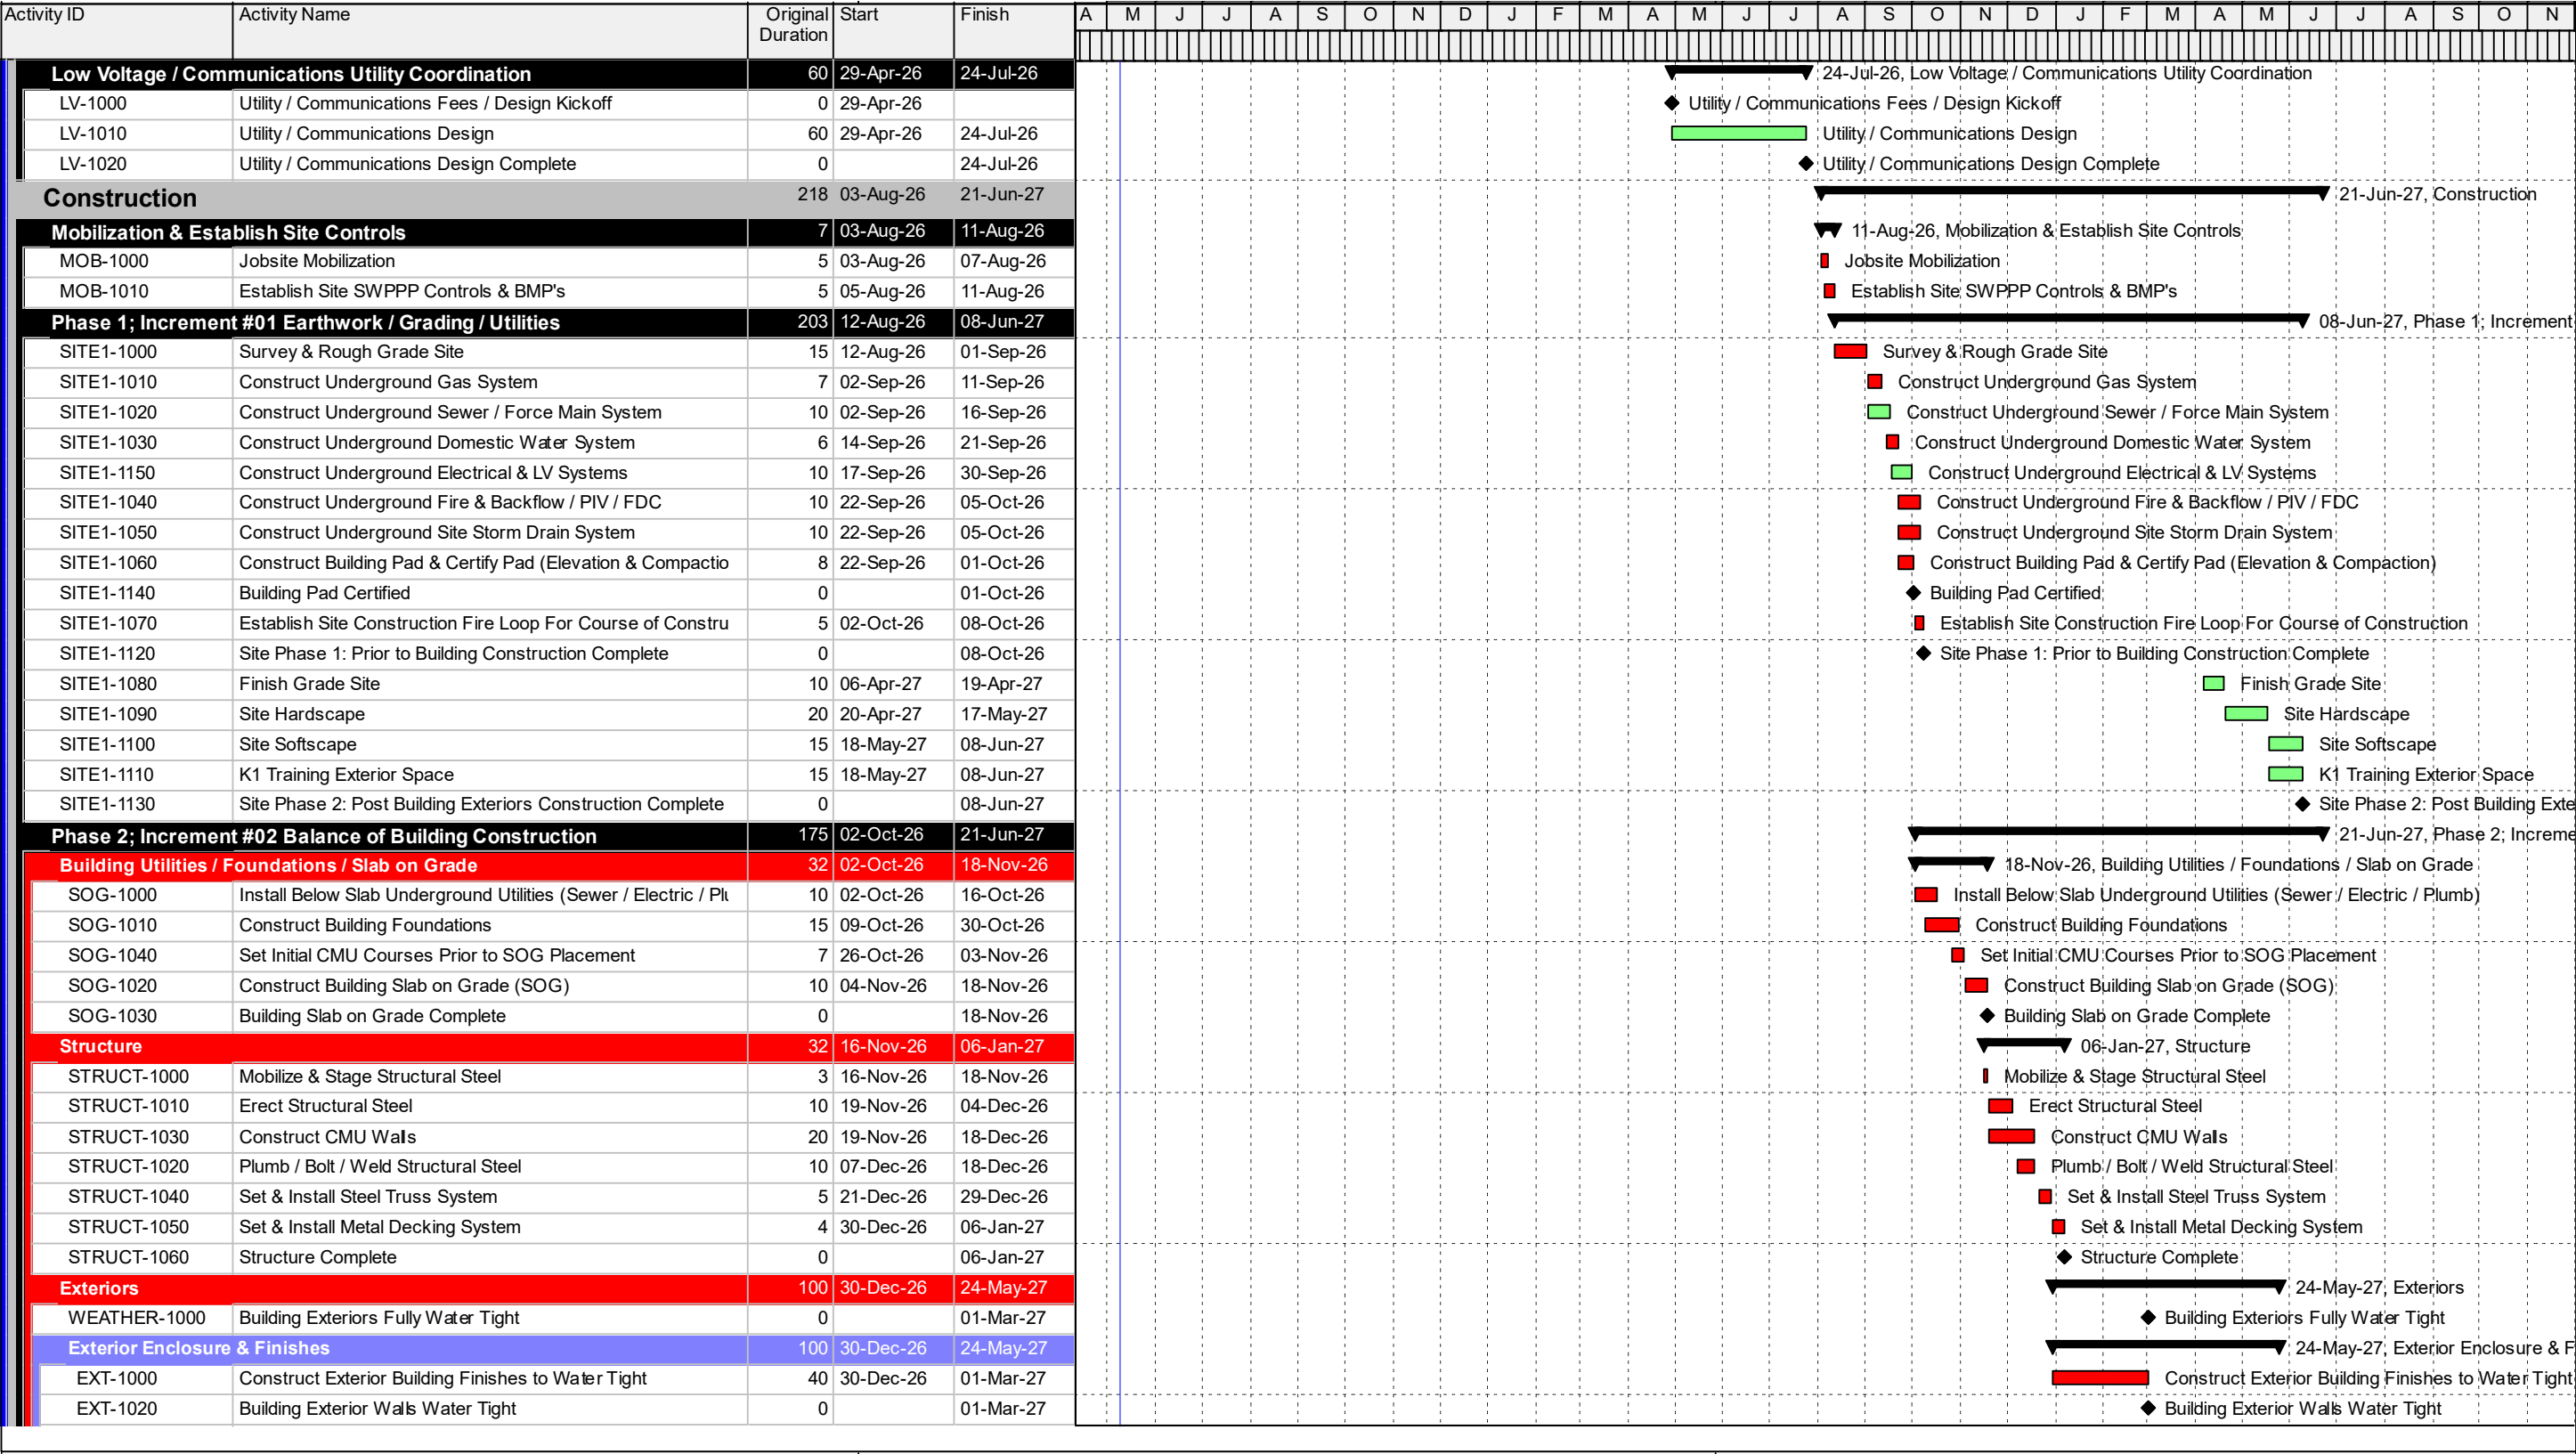 Activity ID Activity Name Original Duration Start Finish A M J J A S O N D J F M A M J J A S O N D J F M A M J J A S O N
Low Voltage / Communications Utility Coordination 60 29-Apr-26 24-Jul-26 24-Jul-26, Low Voltage / Communications Utility Coordination
LV-1000 Utility / Communications Fees / Design Kickoff 0 29-Apr-26 Utility / Communications Fees / Design Kickoff
LV-1010 Utility / Communications Design 60 29-Apr-26 24-Jul-26 Utility / Communications Design
LV-1020 Utility / Communications Design Complete 0 24-Jul-26 Utility / Communications Design Complete
Construction 218 03-Aug-26 21-Jun-27 21-Jun-27, Construction
Mobilization & Establish Site Controls 7 03-Aug-26 11-Aug-26 11-Aug-26, Mobilization & Establish Site Controls
MOB-1000 Jobsite Mobilization 5 03-Aug-26 07-Aug-26 Jobsite Mobilization
MOB-1010 Establish Site SWPPP Controls & BMP's 5 05-Aug-26 11-Aug-26 Establish Site SWPPP Controls & BMP's
Phase 1; Increment #01 Earthwork / Grading / Utilities 203 12-Aug-26 08-Jun-27 08-Jun-27, Phase 1; Increment
SITE1-1000 Survey & Rough Grade Site 15 12-Aug-26 01-Sep-26 Survey & Rough Grade Site
SITE1-1010 Construct Underground Gas System 7 02-Sep-26 11-Sep-26 Construct Underground Gas System
SITE1-1020 Construct Underground Sewer / Force Main System 10 02-Sep-26 16-Sep-26 Construct Underground Sewer / Force Main System
SITE1-1030 Construct Underground Domestic Water System 6 14-Sep-26 21-Sep-26 Construct Underground Domestic Water System
SITE1-1150 Construct Underground Electrical & LV Systems 10 17-Sep-26 30-Sep-26 Construct Underground Electrical & LV Systems
SITE1-1040 Construct Underground Fire & Backflow / PIV / FDC 10 22-Sep-26 05-Oct-26 Construct Underground Fire & Backflow / PIV / FDC
SITE1-1050 Construct Underground Site Storm Drain System 10 22-Sep-26 05-Oct-26 Construct Underground Site Storm Drain System
SITE1-1060 Construct Building Pad & Certify Pad (Elevation & Compactio 8 22-Sep-26 01-Oct-26 Construct Building Pad & Certify Pad (Elevation & Compaction)
SITE1-1140 Building Pad Certified 0 01-Oct-26 Building Pad Certified
SITE1-1070 Establish Site Construction Fire Loop For Course of Constru 5 02-Oct-26 08-Oct-26 Establish Site Construction Fire Loop For Course of Construction
SITE1-1120 Site Phase 1: Prior to Building Construction Complete 0 08-Oct-26 Site Phase 1: Prior to Building Construction Complete
SITE1-1080 Finish Grade Site 10 06-Apr-27 19-Apr-27 Finish Grade Site
SITE1-1090 Site Hardscape 20 20-Apr-27 17-May-27 Site Hardscape
SITE1-1100 Site Softscape 15 18-May-27 08-Jun-27 Site Softscape
SITE1-1110 K1 Training Exterior Space 15 18-May-27 08-Jun-27 K1 Training Exterior Space
SITE1-1130 Site Phase 2: Post Building Exteriors Construction Complete 0 08-Jun-27 Site Phase 2: Post Building Exte
Phase 2; Increment #02 Balance of Building Construction 175 02-Oct-26 21-Jun-27 21-Jun-27, Phase 2; Increme
Building Utilities / Foundations / Slab on Grade 32 02-Oct-26 18-Nov-26 18-Nov-26, Building Utilities / Foundations / Slab on Grade
SOG-1000 Install Below Slab Underground Utilities (Sewer / Electric / Plu 10 02-Oct-26 16-Oct-26 Install Below Slab Underground Utilities (Sewer / Electric / Plumb)
SOG-1010 Construct Building Foundations 15 09-Oct-26 30-Oct-26 Construct Building Foundations
SOG-1040 Set Initial CMU Courses Prior to SOG Placement 7 26-Oct-26 03-Nov-26 Set Initial CMU Courses Prior to SOG Placement
SOG-1020 Construct Building Slab on Grade (SOG) 10 04-Nov-26 18-Nov-26 Construct Building Slab on Grade (SOG)
SOG-1030 Building Slab on Grade Complete 0 18-Nov-26 Building Slab on Grade Complete
Structure 32 16-Nov-26 06-Jan-27 06-Jan-27, Structure
STRUCT-1000 Mobilize & Stage Structural Steel 3 16-Nov-26 18-Nov-26 Mobilize & Stage Structural Steel
STRUCT-1010 Erect Structural Steel 10 19-Nov-26 04-Dec-26 Erect Structural Steel
STRUCT-1030 Construct CMU Walls 20 19-Nov-26 18-Dec-26 Construct CMU Walls
STRUCT-1020 Plumb / Bolt / Weld Structural Steel 10 07-Dec-26 18-Dec-26 Plumb / Bolt / Weld Structural Steel
STRUCT-1040 Set & Install Steel Truss System 5 21-Dec-26 29-Dec-26 Set & Install Steel Truss System
STRUCT-1050 Set & Install Metal Decking System 4 30-Dec-26 06-Jan-27 Set & Install Metal Decking System
STRUCT-1060 Structure Complete 0 06-Jan-27 Structure Complete
Exteriors 100 30-Dec-26 24-May-27 24-May-27, Exteriors
WEATHER-1000 Building Exteriors Fully Water Tight 0 01-Mar-27 Building Exteriors Fully Water Tight
Exterior Enclosure & Finishes 100 30-Dec-26 24-May-27 24-May-27, Exterior Enclosure & F
EXT-1000 Construct Exterior Building Finishes to Water Tight 40 30-Dec-26 01-Mar-27 Construct Exterior Building Finishes to Water Tight
EXT-1020 Building Exterior Walls Water Tight 0 01-Mar-27 Building Exterior Walls Water Tight